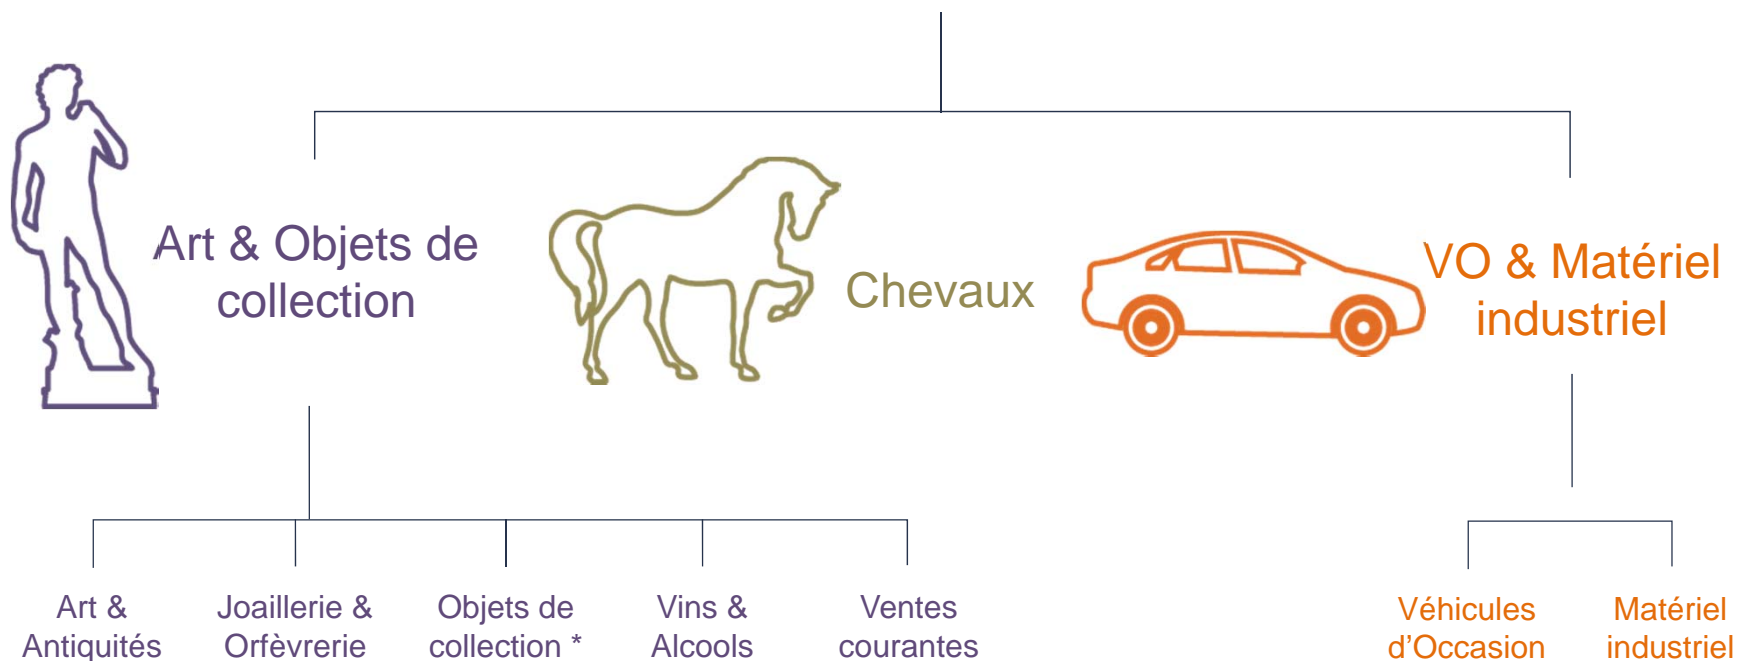 Art & Objets de
collection
Chevaux
VO & Matériel
industriel
Art &
Antiquités
Joaillerie &
Orfèvrerie
Objets de
collection *
Vins &
Alcools
Ventes
courantes
Véhicules
d’Occasion
Matériel
industriel